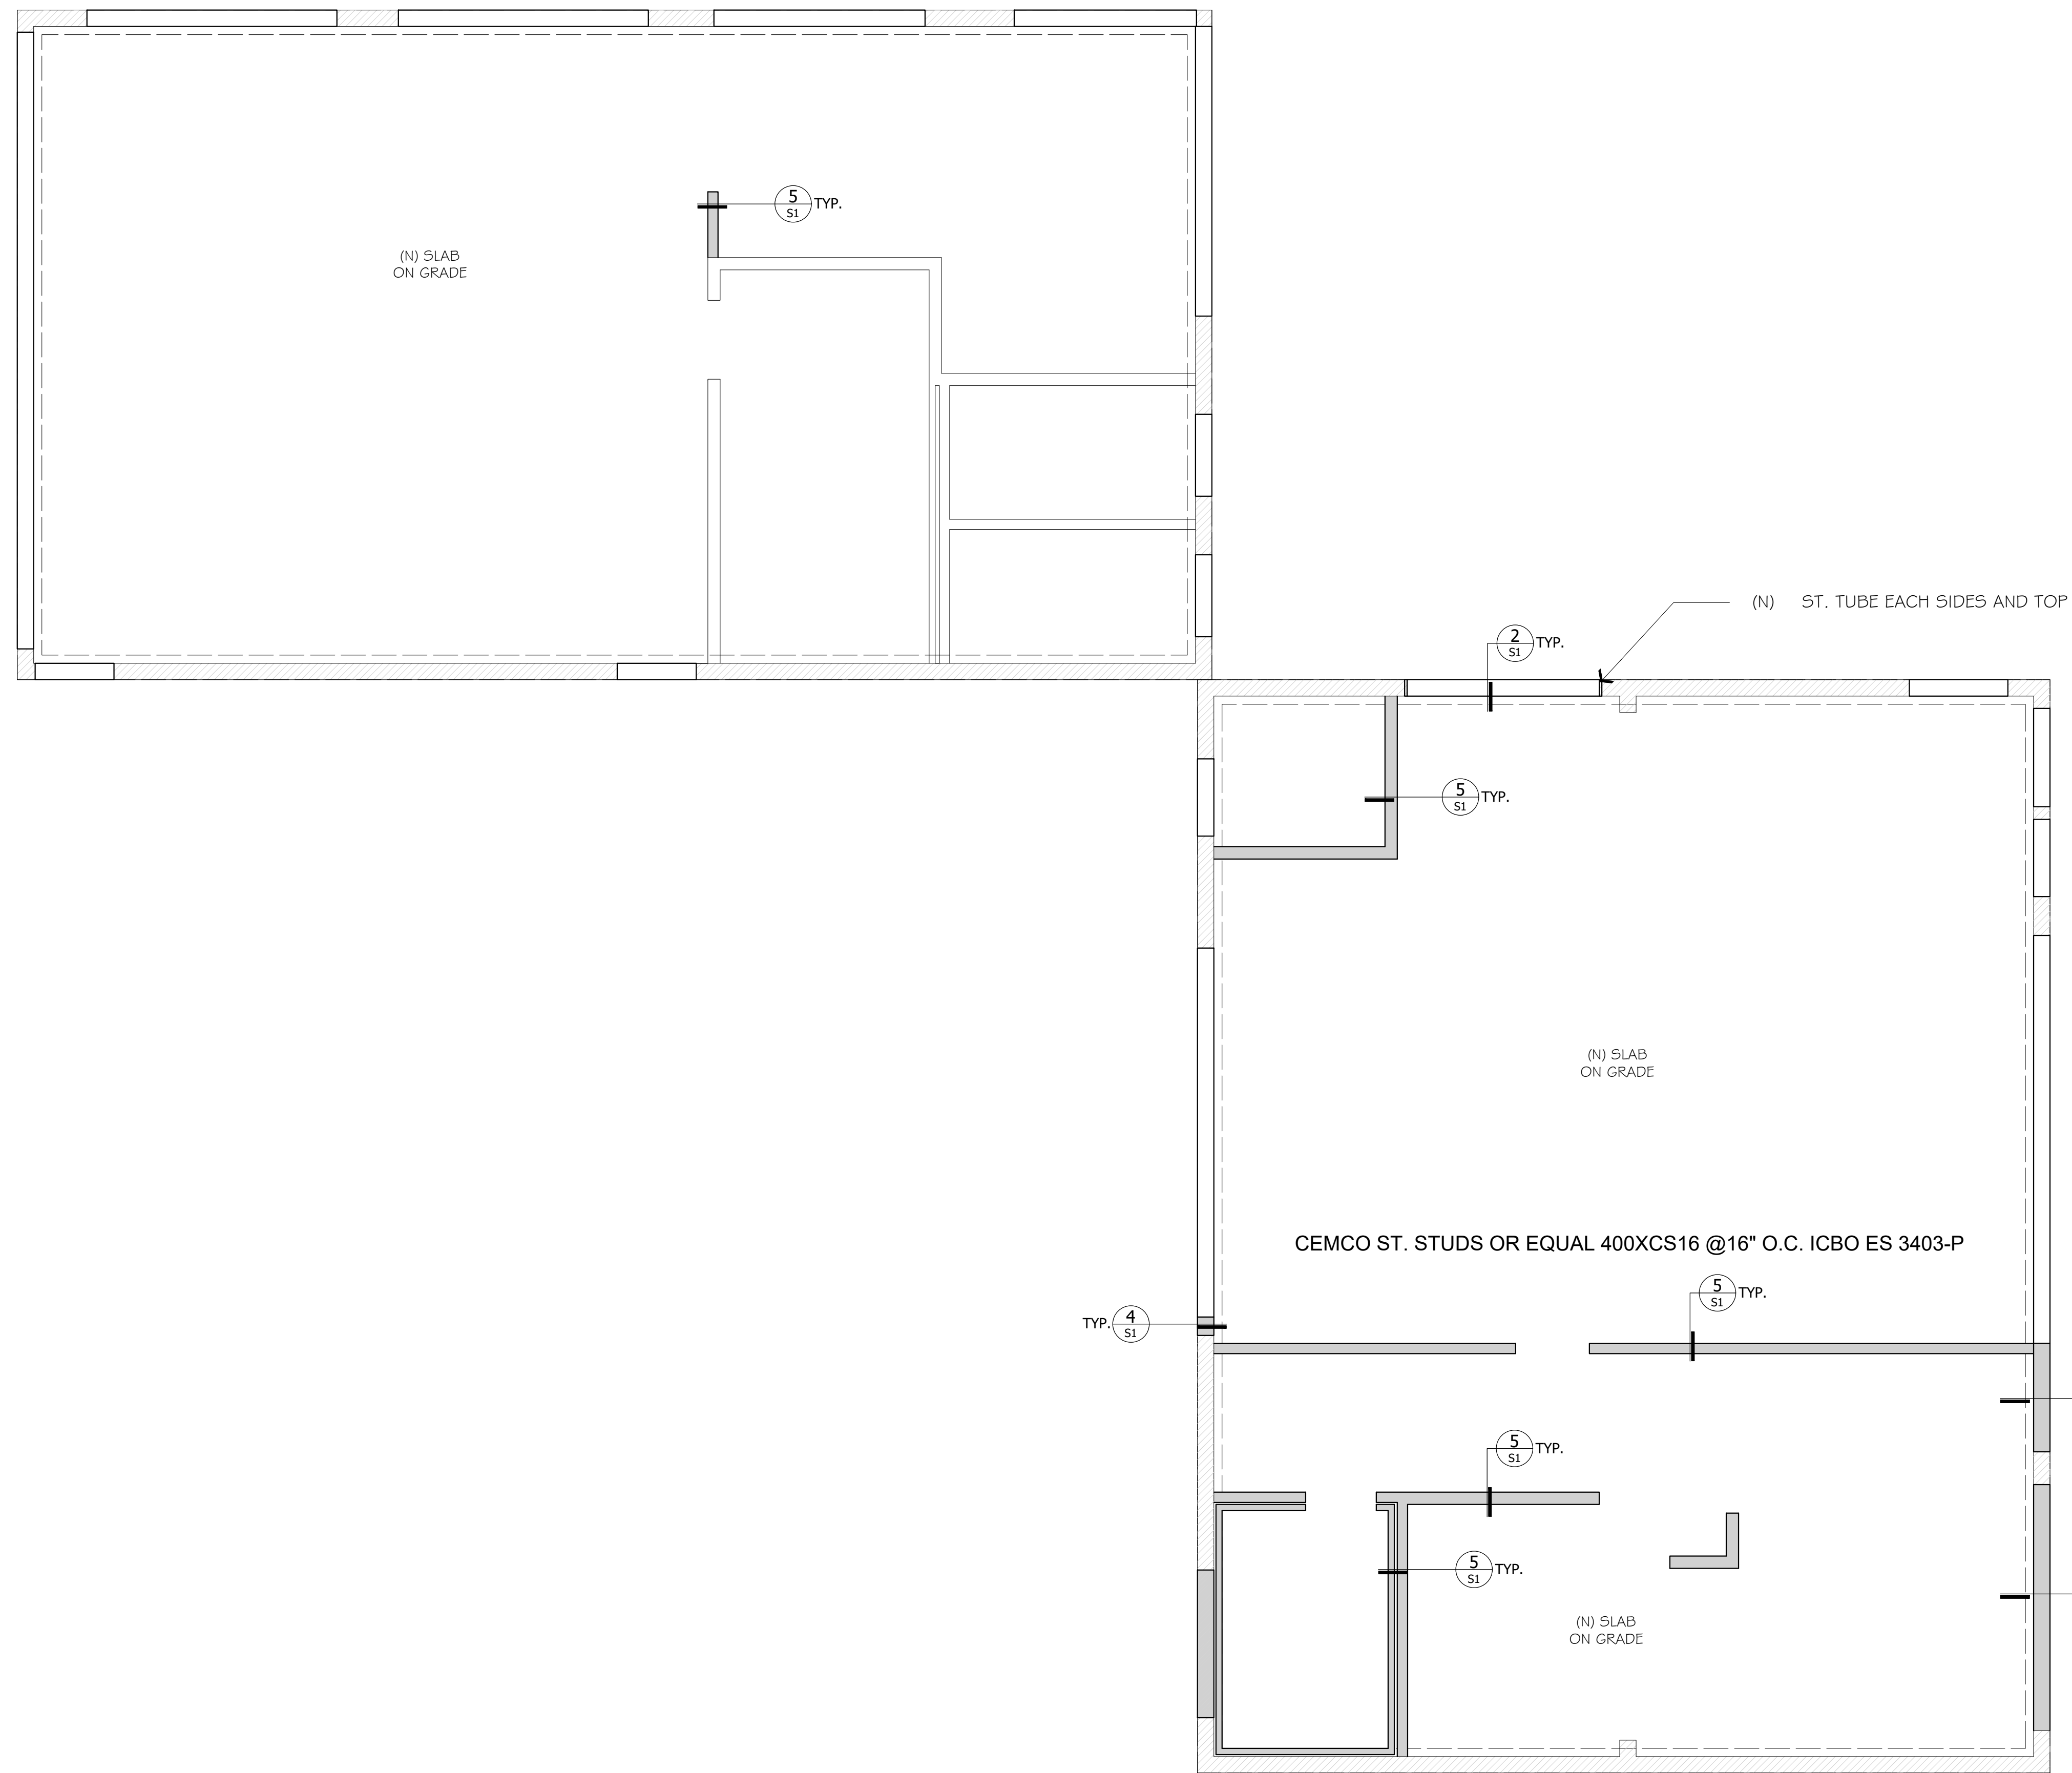 5
S1
TYP.
(N) SLAB
ON GRADE
(N) ST. TUBE EACH SIDES AND TOP
2
S1
TYP.
5
S1
TYP.
(N) SLAB
ON GRADE
CEMCO ST. STUDS OR EQUAL 400XCS16 @16" O.C. ICBO ES 3403-P
5
S1
TYP.
TYP.
4
S1
5
S1
TYP.
5
S1
TYP.
(N) SLAB
ON GRADE